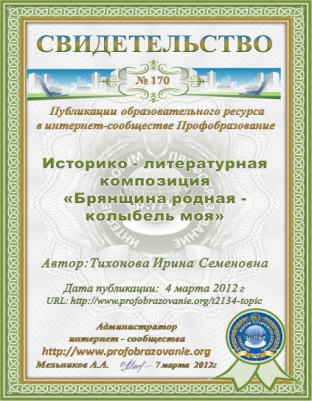 СВИДЕТЕЛЬСТВО
№ 170
Публикации образовательного ресурса
в интернет-сообществе Профобразование
Историко - литературная
композиция
«Брянщина родная -
колыбель моя»
Автор: Тихонова Ирина Семеновна
Дата публикации: 4 марта 2012 г
URL: http://www.profobrazovanie.org/t2134-topic
Администратор
интернет - сообщества
http://www.profobrazovanie.org
Мельников А.А. 7 марта 2012г